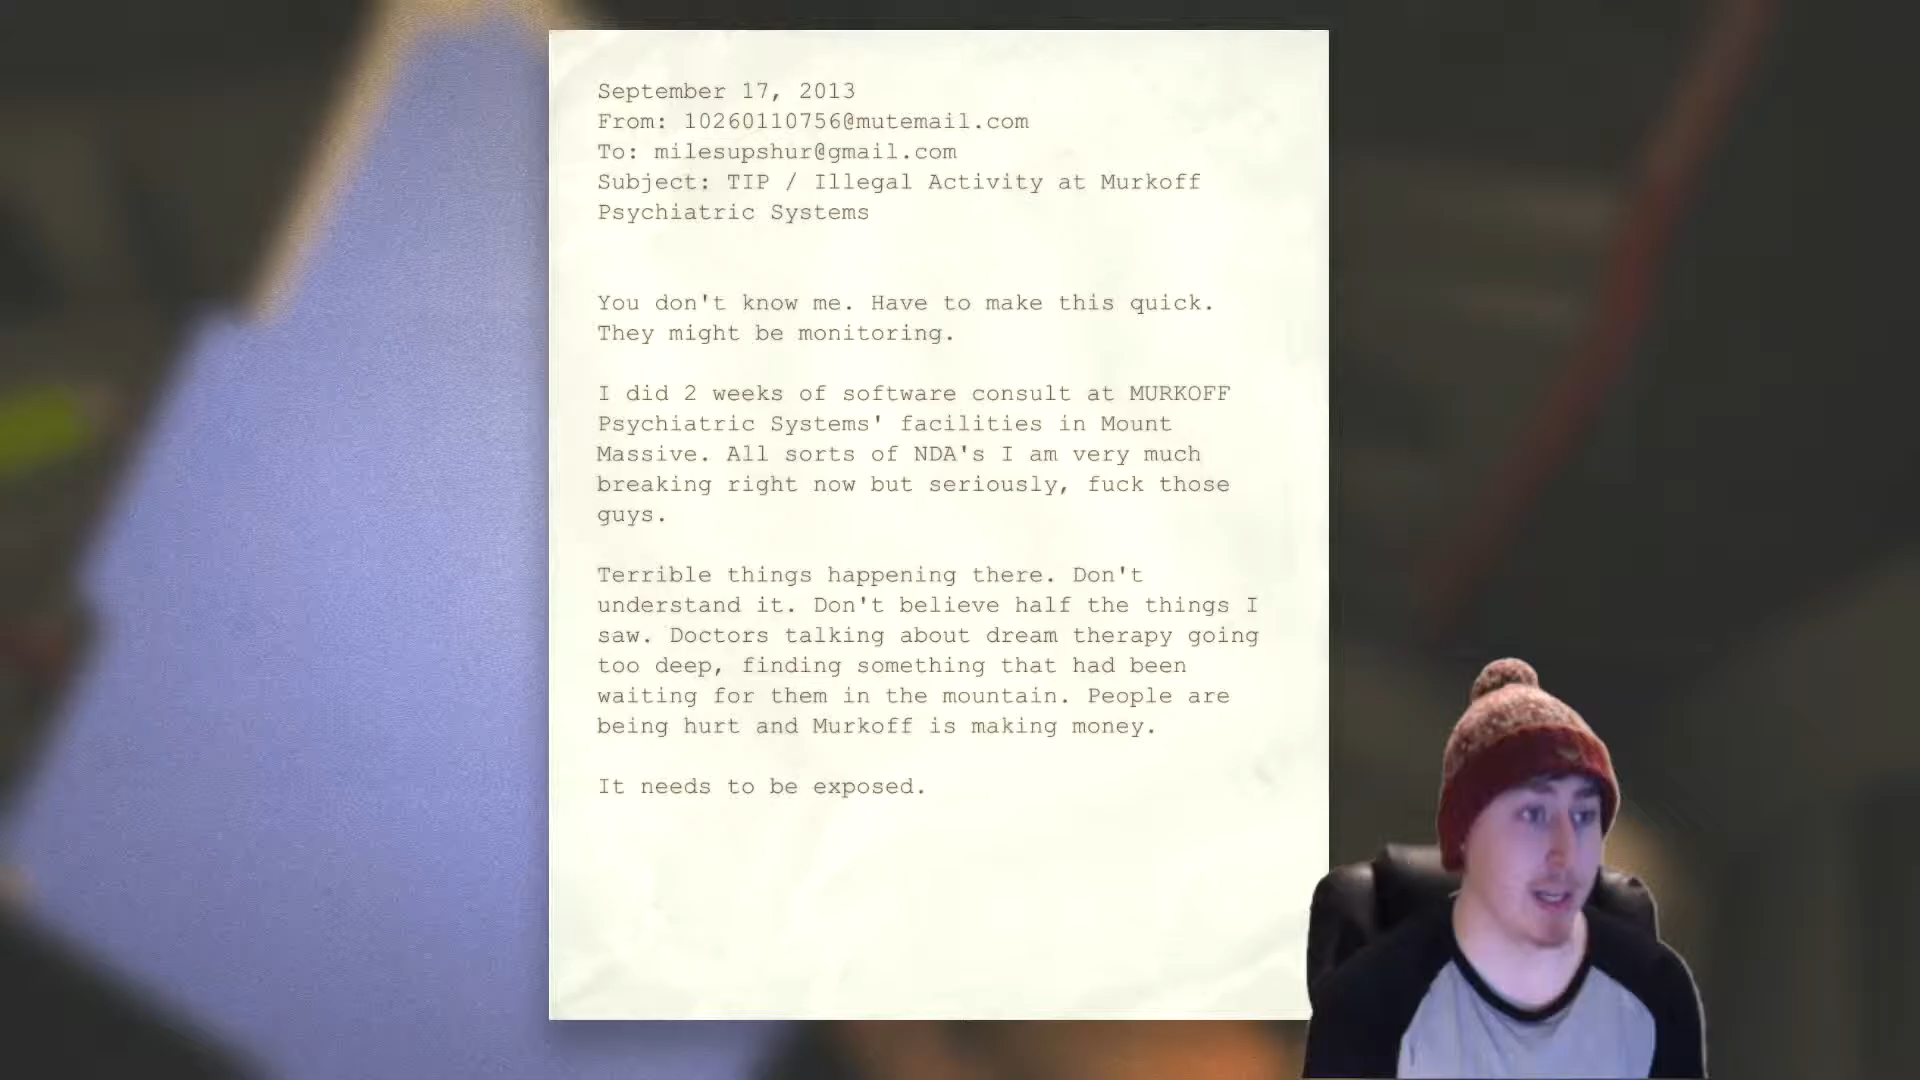 September 17, 2013
From: 10260110756@mutemail.com
To: milesupshur@gmail.com
Subject: TIP / Illegal Activity at Murkoff
Psychiatric Systems
You don't know me. Have to make this quick.
They might be monitoring.
I did 2 weeks of software consult at MURKOFF
Psychiatric Systems' facilities in Mount
Massive. All sorts of NDA's I am very much
breaking right now but seriously, fuck those
guys.
Terrible things happening there. Don't
understand it. Don't believe half the things I
saw. Doctors talking about dream therapy going
too deep, finding something that had been
waiting for them in the mountain. People are
being hurt and Murkoff is making money.
It needs to be exposed.